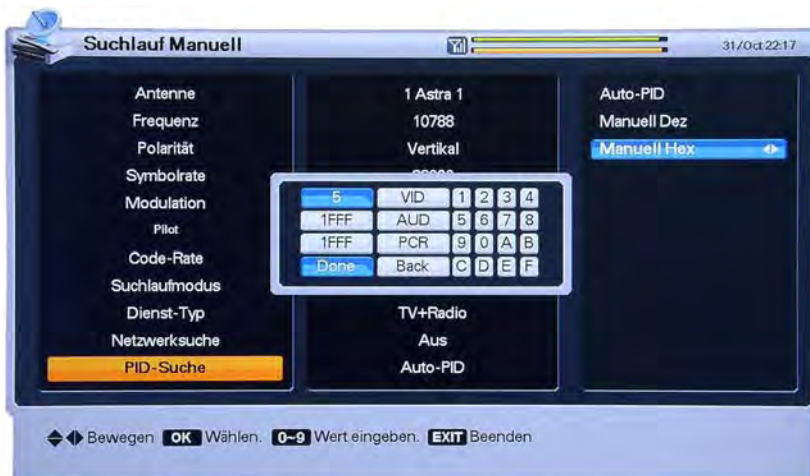 Suchlauf Manuell
31/Oct 22:17
Antenne
1 Astra 1
Auto-PID
Frequenz
10788
Manuell Dez
Polarität
Vertikal
Manuell Hex
Symbolrate
Modulation
Pilot
Code-Rate
Suchlaufmodus
5 VID 1 2 3 4
1FFF AUD 5 6 7 8
1FFF PCR 9 0 A B
Done Back C D E F
Dienst-Typ
TV+Radio
Netzwerksuche
Aus
PID-Suche
Auto-PID
Bewegen OK Wählen. 0~9 Wert eingeben. EXIT Beenden